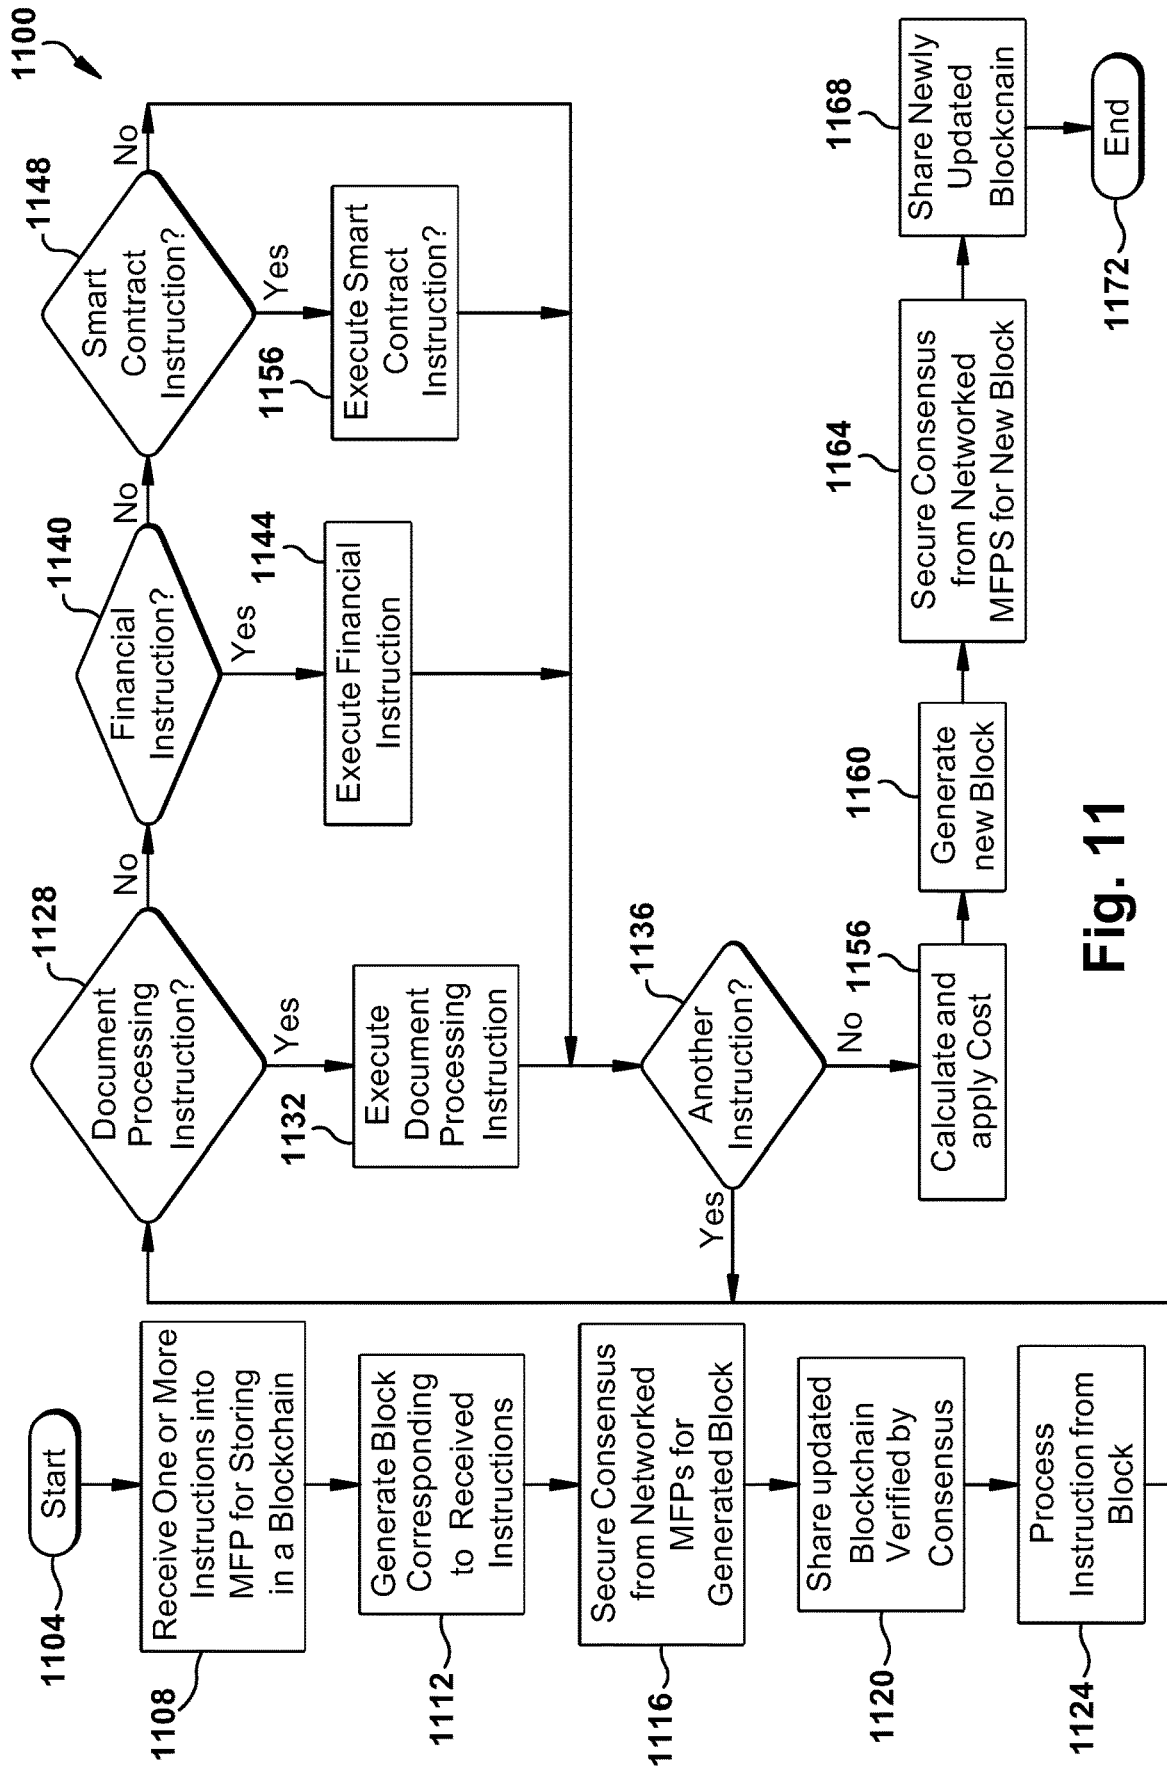 1100
Start
1104
Receive One or More
Instructions into
MFP for Storing
in a Blockchain
1108
Generate Block
Corresponding
to Received
Instructions
1112
Secure Consensus
from Networked
MFPs for
Generated Block
1116
Share updated
Blockchain
Verified by
Consensus
1120
Process
Instruction from
Block
1124
Document
Processing
Instruction?
1128
No
Yes
1132
Execute
Document
Processing
Instruction
Financial
Instruction?
1140
No
Yes
1144
Execute Financial
Instruction
Smart
Contract
Instruction?
1148
No
Yes
1156
Execute Smart
Contract
Instruction?
Another
Instruction?
1136
Yes
No
1156
Calculate and
apply Cost
1160
Generate
new Block
1164
Secure Consensus
from Networked
MFPS for New Block
1168
Share Newly
Updated
Blockcnain
End
1172
Fig. 11